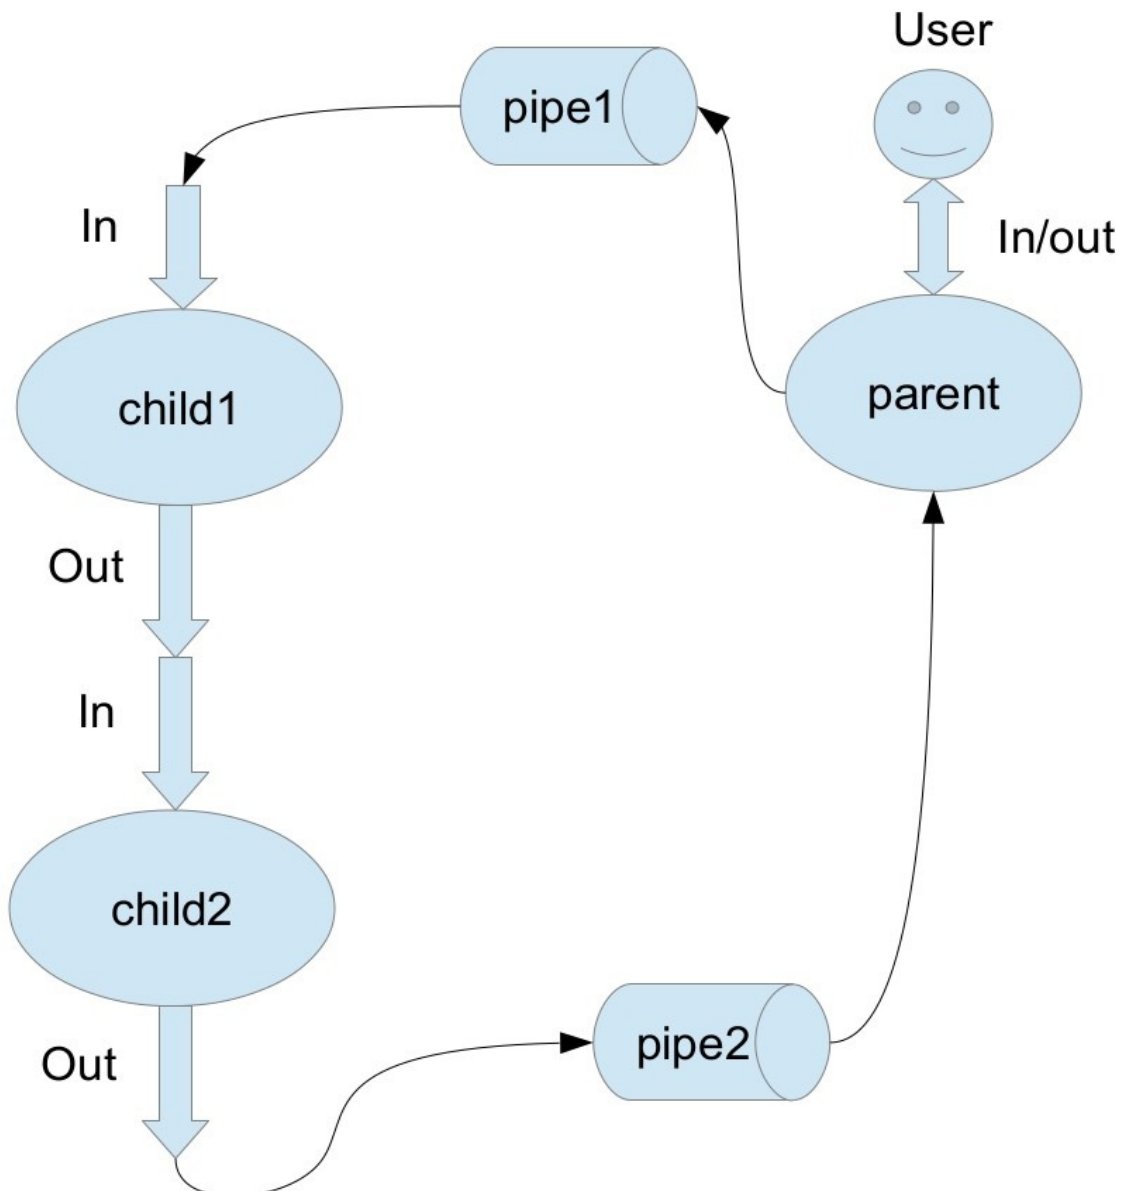 User
pipe1
In
In/out
child1
parent
Out
In
child2
Out
pipe2